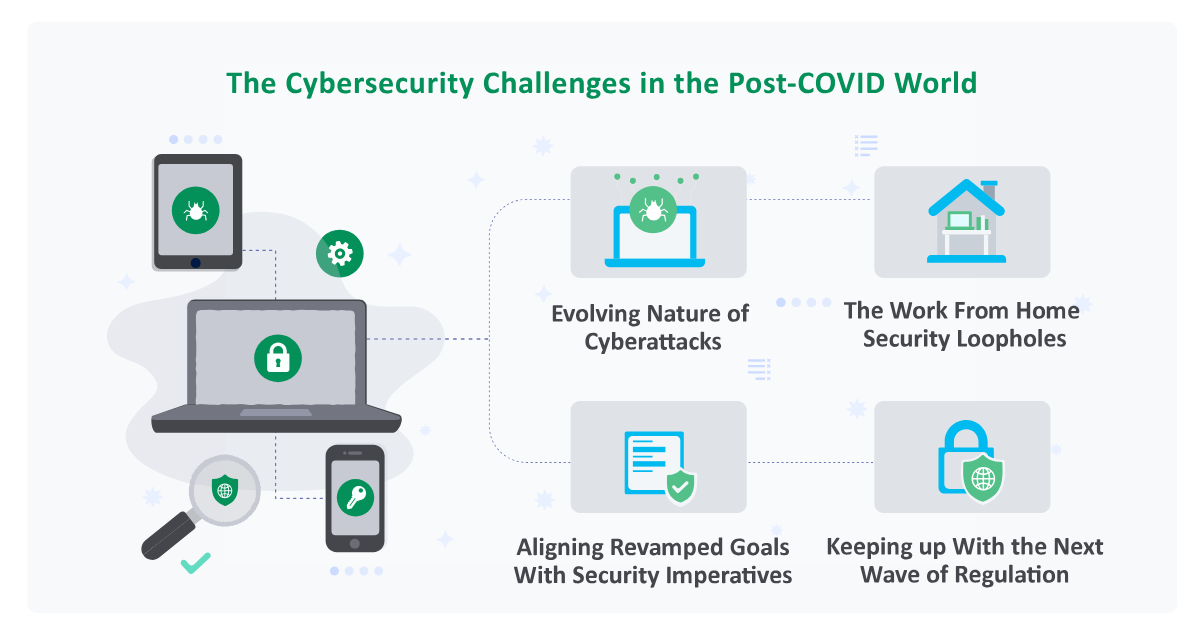 The Cybersecurity Challenges in the Post-COVID World
Evolving Nature of
Cyberattacks
The Work From Home
Security Loopholes
Aligning Revamped Goals
With Security Imperatives
Keeping up With the Next
Wave of Regulation